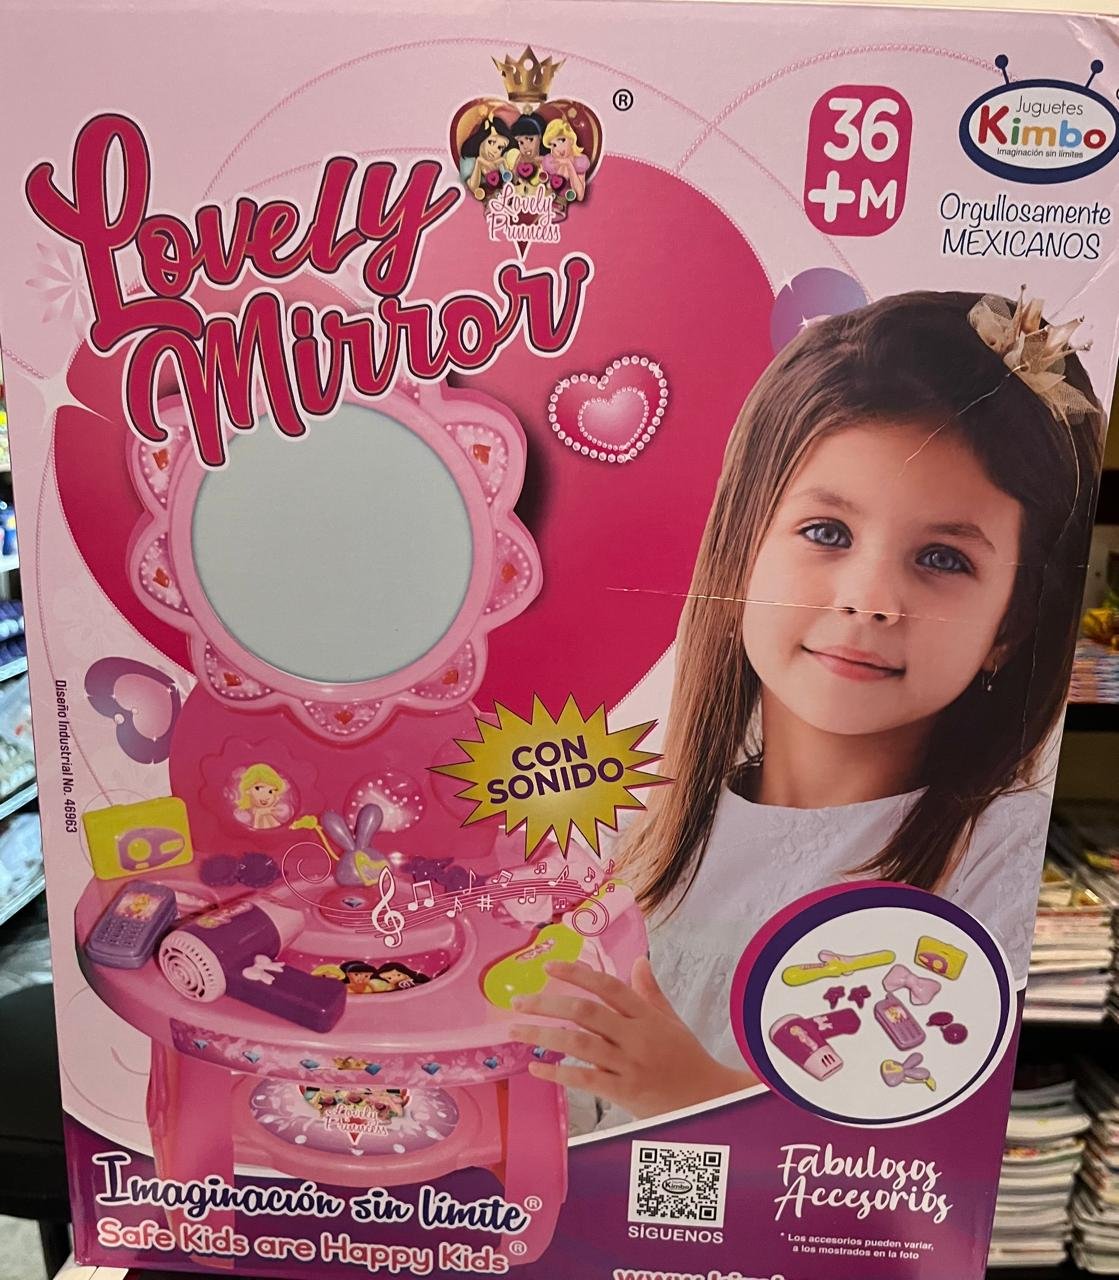 Lovely
Mirror
®
Lovely
Princess
36
+M
Juguetes
Kimbo
Imaginación sin límites
Orgullosamente
MEXICANOS
Diseño Industrial No. 46963
CON
SONIDO
Lovely
Princess
Imaginación sin límite®
Safe Kids are Happy Kids®
Kimbo
SÍGUENOS
Fabulosos
Accesorios
* Los accesorios pueden variar,
a los mostrados en la foto